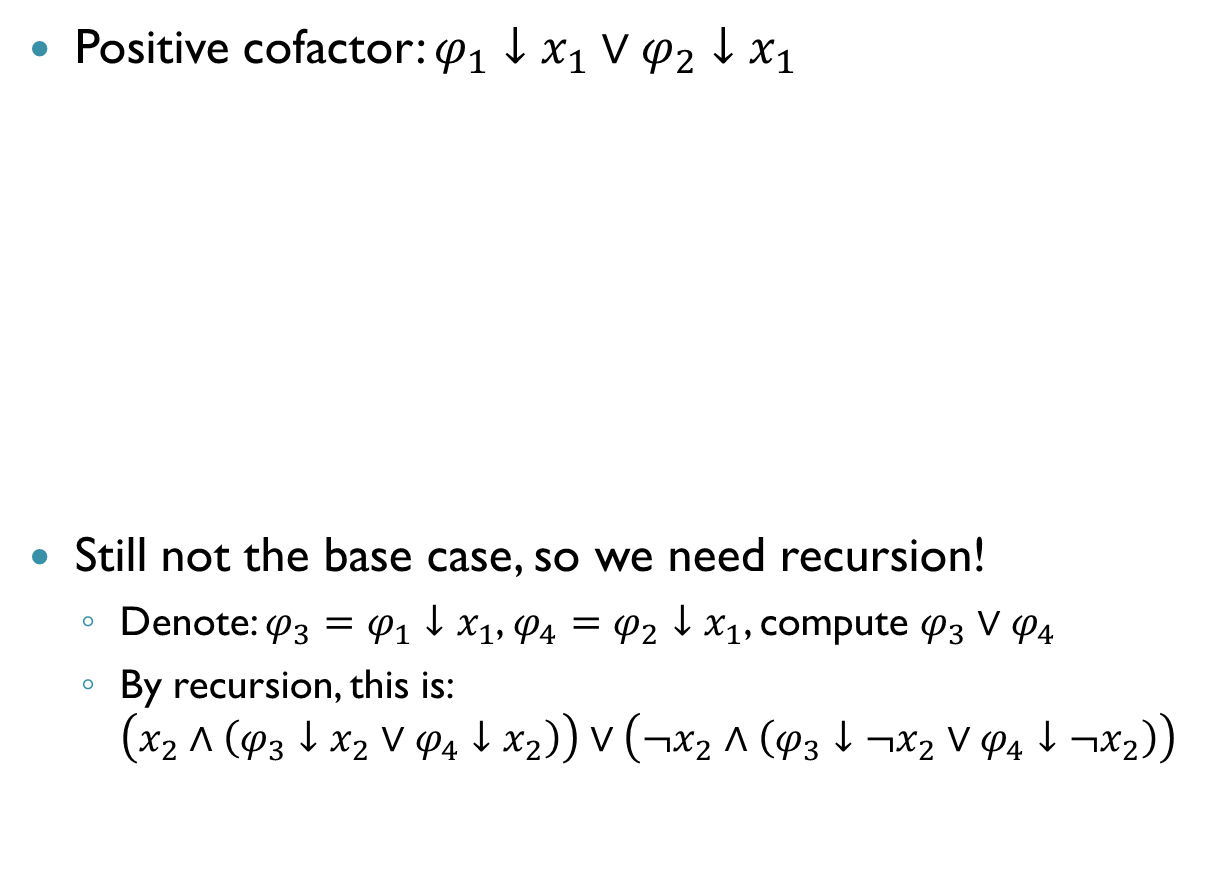 • Positive cofactor: φ₁ ↓ x₁ ∨ φ₂ ↓ x₁
• Still not the base case, so we need recursion!
◦ Denote: φ₃ = φ₁ ↓ x₁, φ₄ = φ₂ ↓ x₁, compute φ₃ ∨ φ₄
◦ By recursion, this is:
(x₂ ∧ (φ₃ ↓ x₂ ∨ φ₄ ↓ x₂)) ∨ (¬x₂ ∧ (φ₃ ↓ ¬x₂ ∨ φ₄ ↓ ¬x₂))